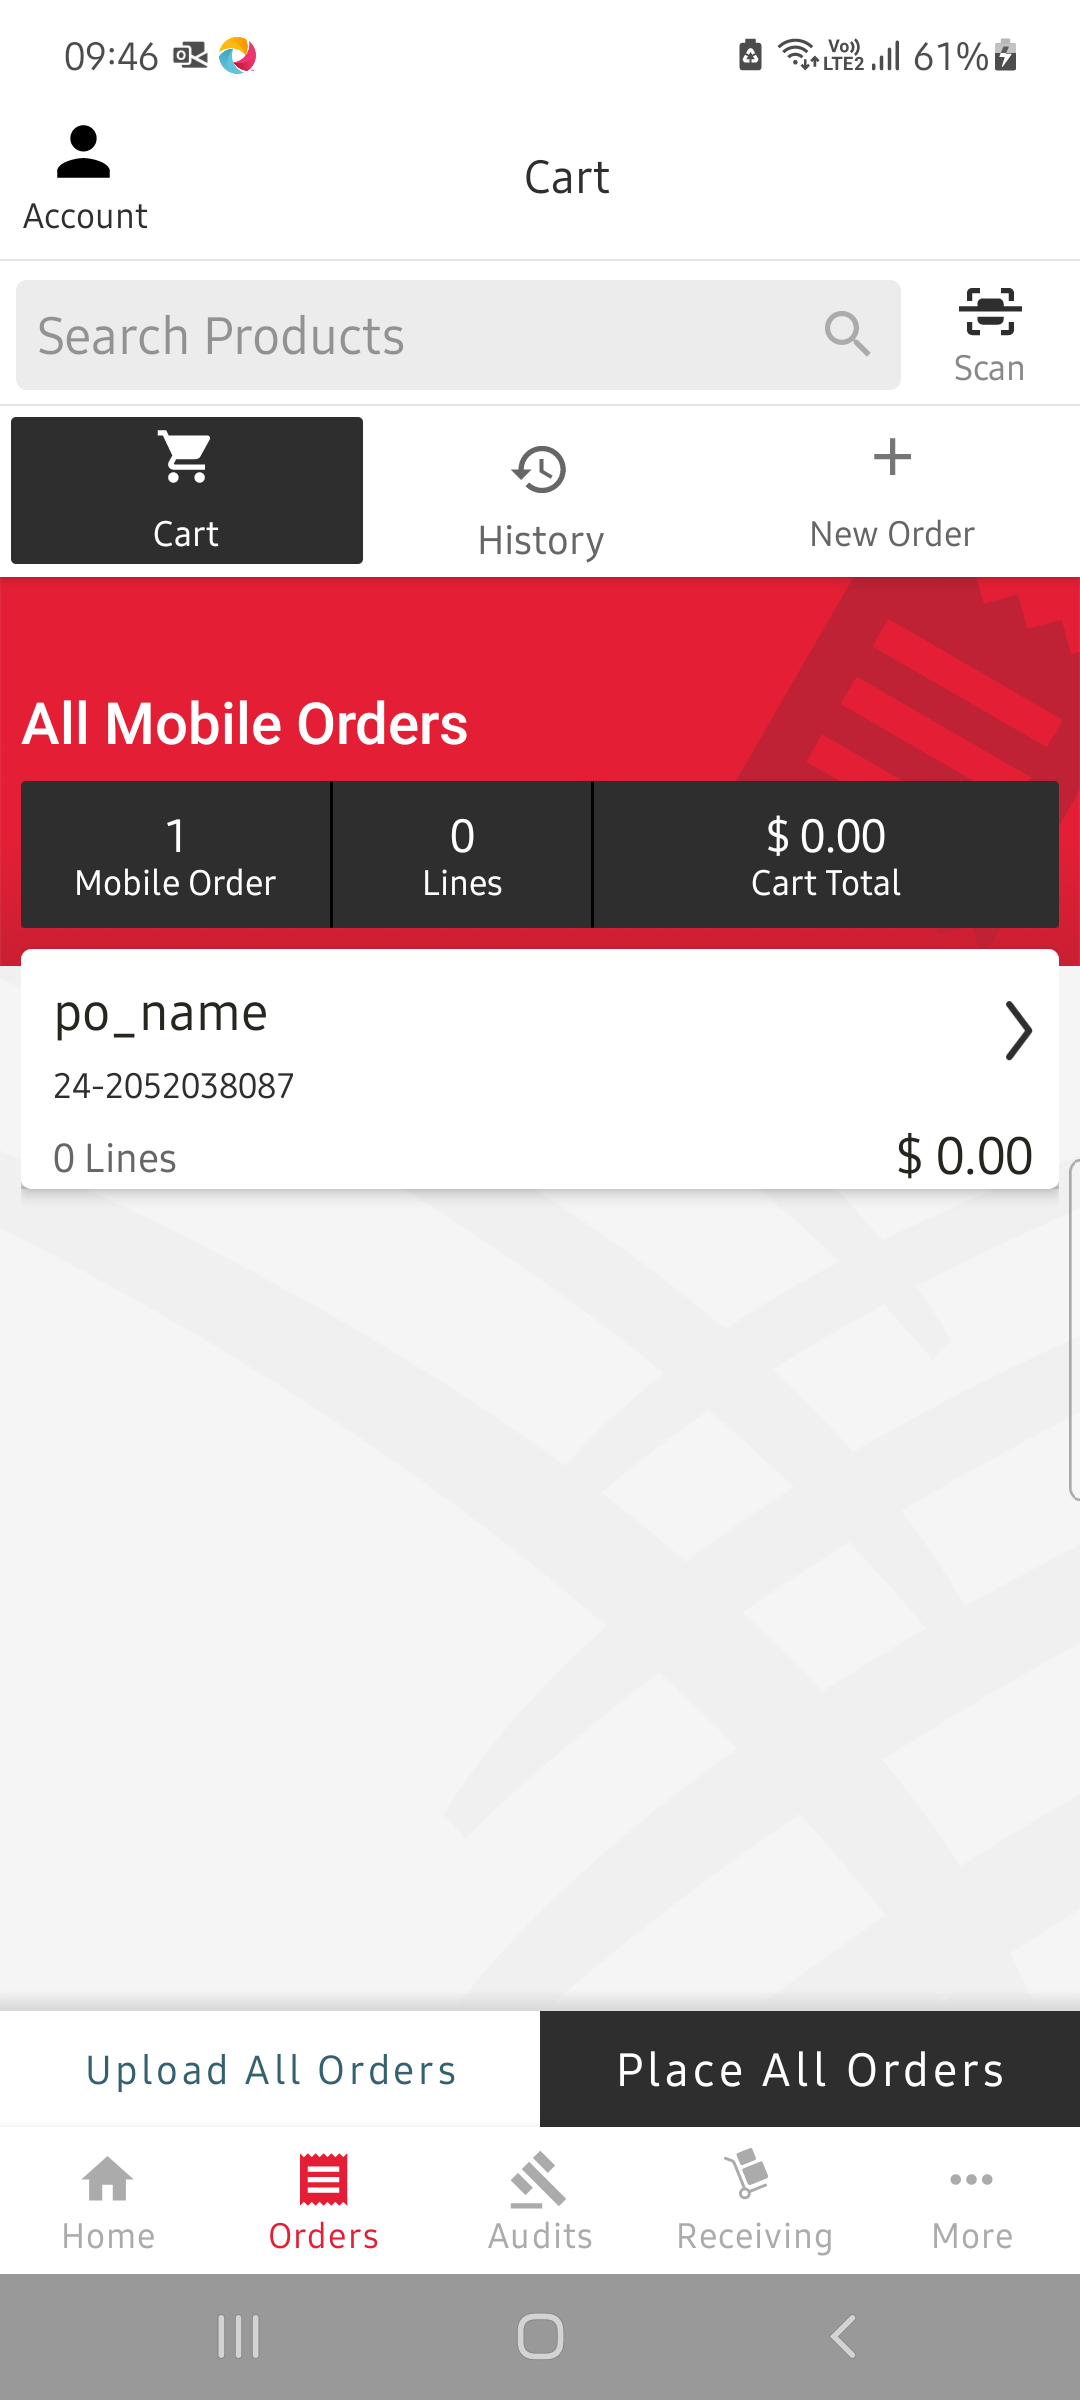 09:46
Vo))
LTE2
61%
Account
Cart
Search Products
Scan
Cart
History
New Order
All Mobile Orders
1
Mobile Order
0
Lines
$ 0.00
Cart Total
po_name
24-2052038087
0 Lines
$ 0.00
Upload All Orders
Place All Orders
Home
Orders
Audits
Receiving
More